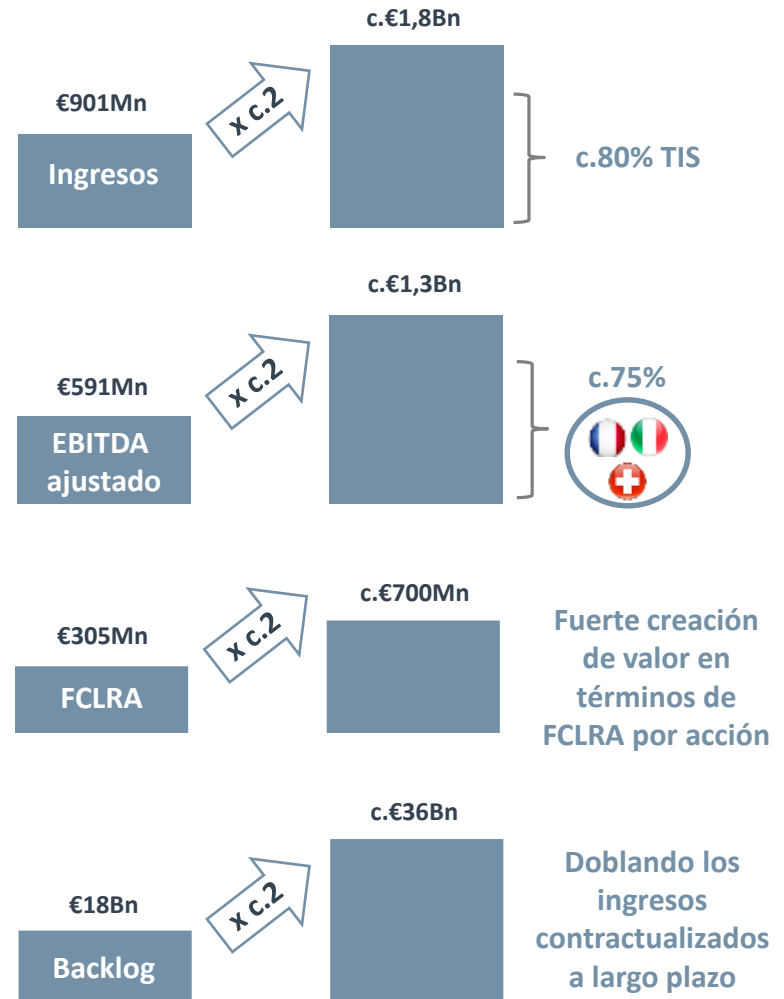 c.€1,8Bn
€901Mn
x c.2
Ingresos
c.80% TIS
c.€1,3Bn
€591Mn
x c.2
c.75%
EBITDA
ajustado
c.€700Mn
€305Mn
x c.2
FCLRA
Fuerte creación
de valor en
términos de
FCLRA por acción
c.€36Bn
€18Bn
x c.2
Backlog
Doblando los
ingresos
contractualizados
a largo plazo